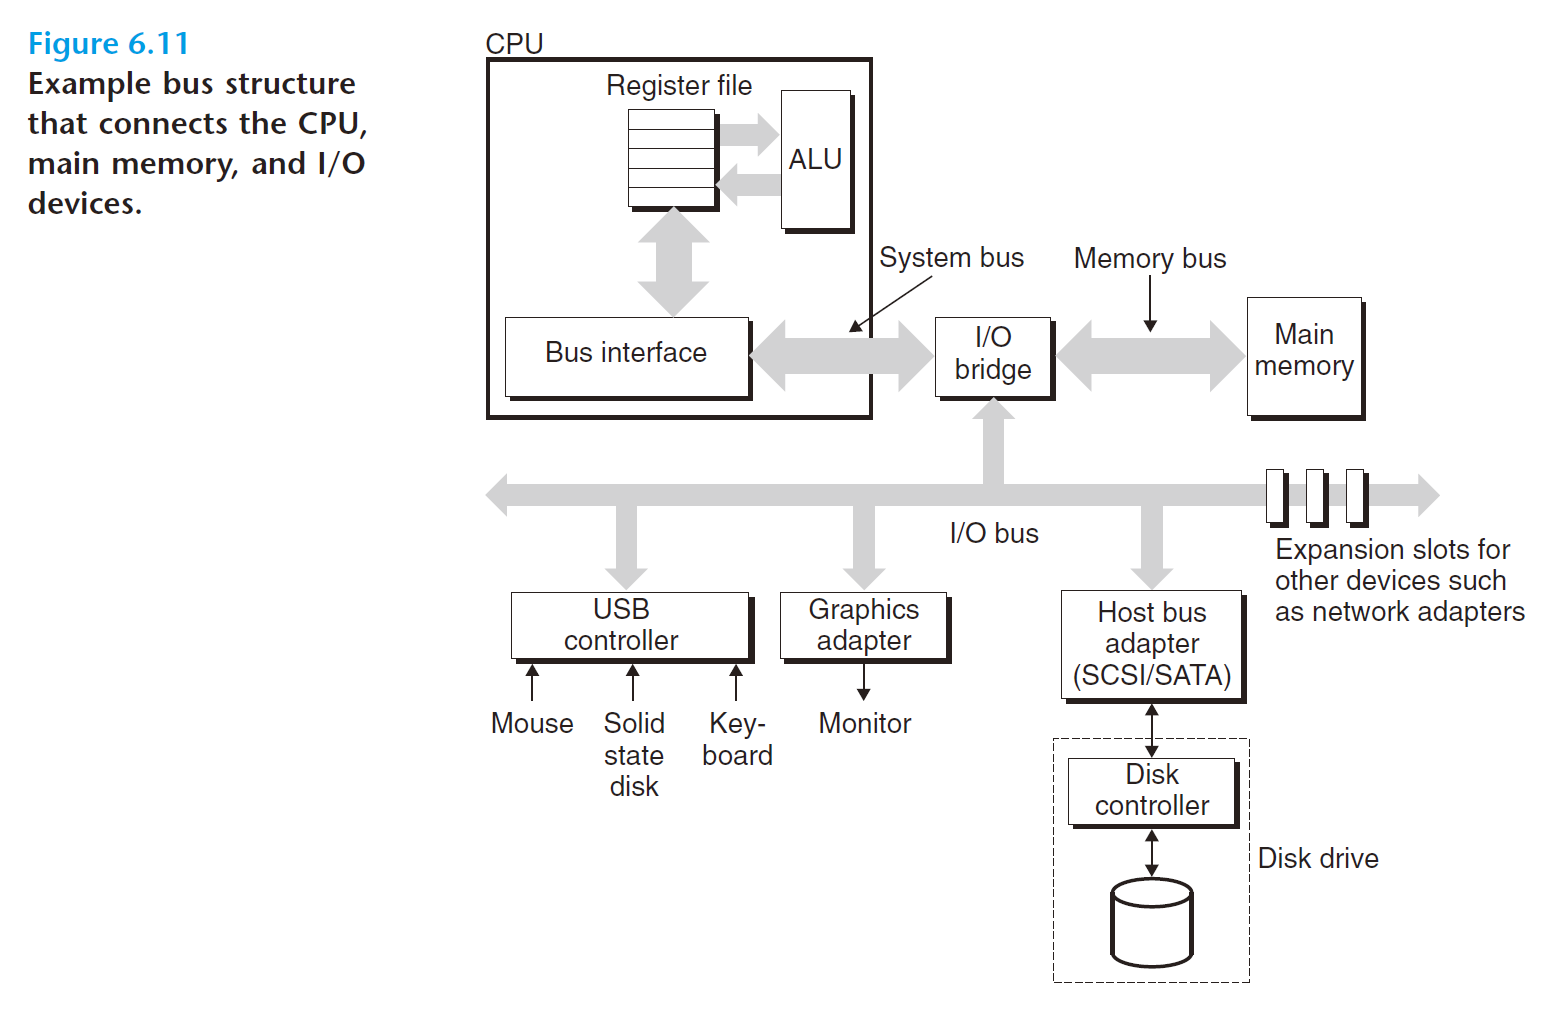 Figure 6.11
Example bus structure
that connects the CPU,
main memory, and I/O
devices.
CPU
Register file
ALU
System bus
Memory bus
Bus interface
I/O
bridge
Main
memory
I/O bus
Expansion slots for
other devices such
as network adapters
USB
controller
Graphics
adapter
Host bus
adapter
(SCSI/SATA)
Mouse
Solid
state
disk
Key-
board
Monitor
Disk
controller
Disk drive